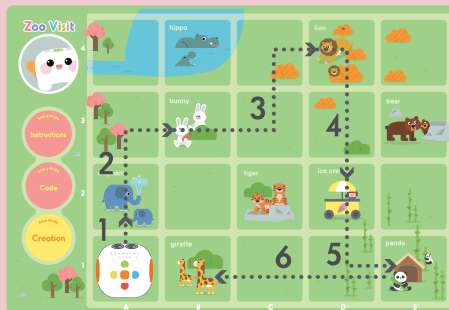 Zoo Visit
hippo
lion
4
bunny
3
bear
3
4
Instructions
2
tiger
ice cre
2
Code
1
giraffe
6
5
panda
Creation
1
A
B
C
D
E